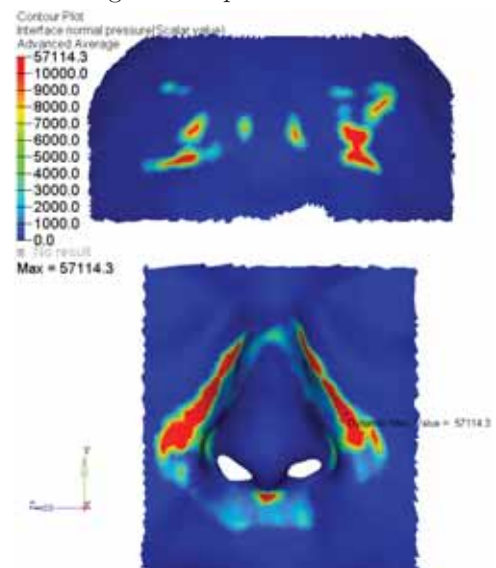 Contour Plot
Interface normal pressure(Scalar value)
Advanced Average
57114.3
10000.0
9000.0
8000.0
7000.0
6000.0
5000.0
4000.0
3000.0
2000.0
1000.0
0.0
No result
Max = 57114.3
Value = 57114.3